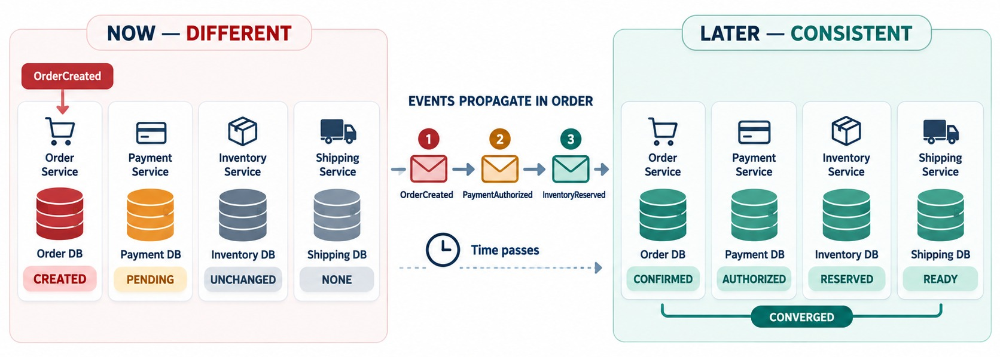 NOW — DIFFERENT
OrderCreated
Order
Service
Order DB
CREATED
Payment
Service
Payment DB
PENDING
Inventory
Service
Inventory DB
UNCHANGED
Shipping
Service
Shipping DB
NONE
EVENTS PROPAGATE IN ORDER
1
OrderCreated
2
PaymentAuthorized
3
InventoryReserved
Time passes
LATER — CONSISTENT
Order
Service
Order DB
CONFIRMED
Payment
Service
Payment DB
AUTHORIZED
Inventory
Service
Inventory DB
RESERVED
Shipping
Service
Shipping DB
READY
CONVERGED